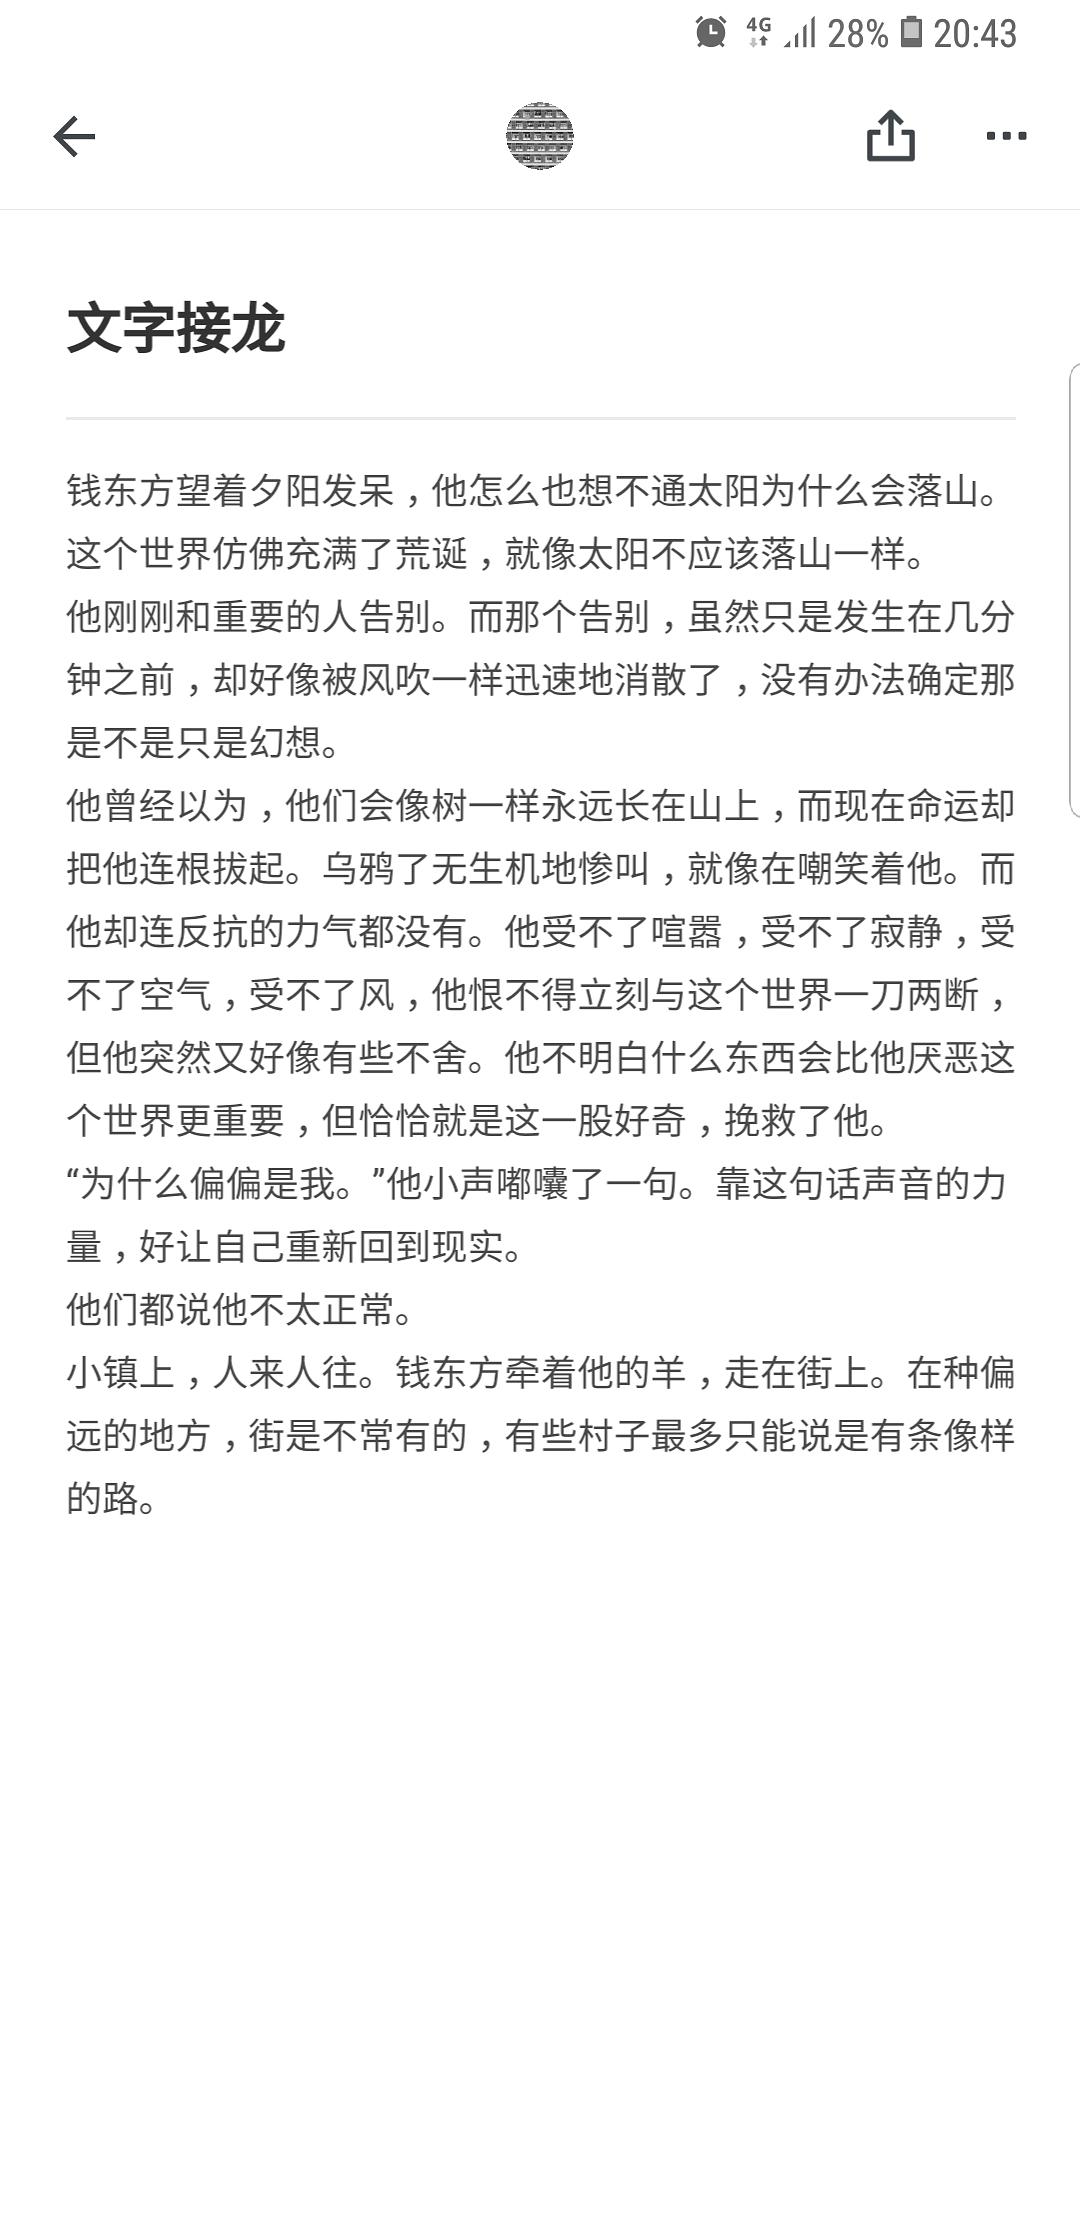 4G 28% 20:43
文字接龙
钱东方望着夕阳发呆，他怎么也想不通太阳为什么会落山。
这个世界仿佛充满了荒诞，就像太阳不应该落山一样。
他刚刚和重要的人告别。而那个告别，虽然只是发生在几分
钟之前，却好像被风吹一样迅速地消散了，没有办法确定那
是不是只是幻想。
他曾经以为，他们会像树一样永远长在山上，而现在命运却
把他连根拔起。乌鸦了无生机地惨叫，就像在嘲笑着他。而
他却连反抗的力气都没有。他受不了喧嚣，受不了寂静，受
不了空气，受不了风，他恨不得立刻与这个世界一刀两断，
但他突然又好像有些不舍。他不明白什么东西会比他厌恶这
个世界更重要，但恰恰就是这一股好奇，挽救了他。
“为什么偏偏是我。”他小声嘟囔了一句。靠这句话声音的力
量，好让自己重新回到现实。
他们都说他不太正常。
小镇上，人来人往。钱东方牵着他的羊，走在街上。在种偏
远的地方，街是不常有的，有些村子最多只能说是有条像样
的路。